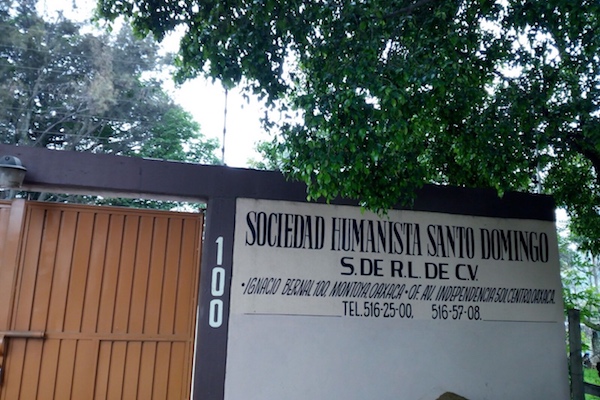 SOCIEDAD HUMANISTA SANTO DOMINGO
S. DE R.L. DE C.V.
•IGNACIO BERNAL 100, MONTOYA, OAXACA •OF. AV. INDEPENDENCIA 501 CENTRO, OAXACA.
TEL. 516-25-00, 516-57-08
100